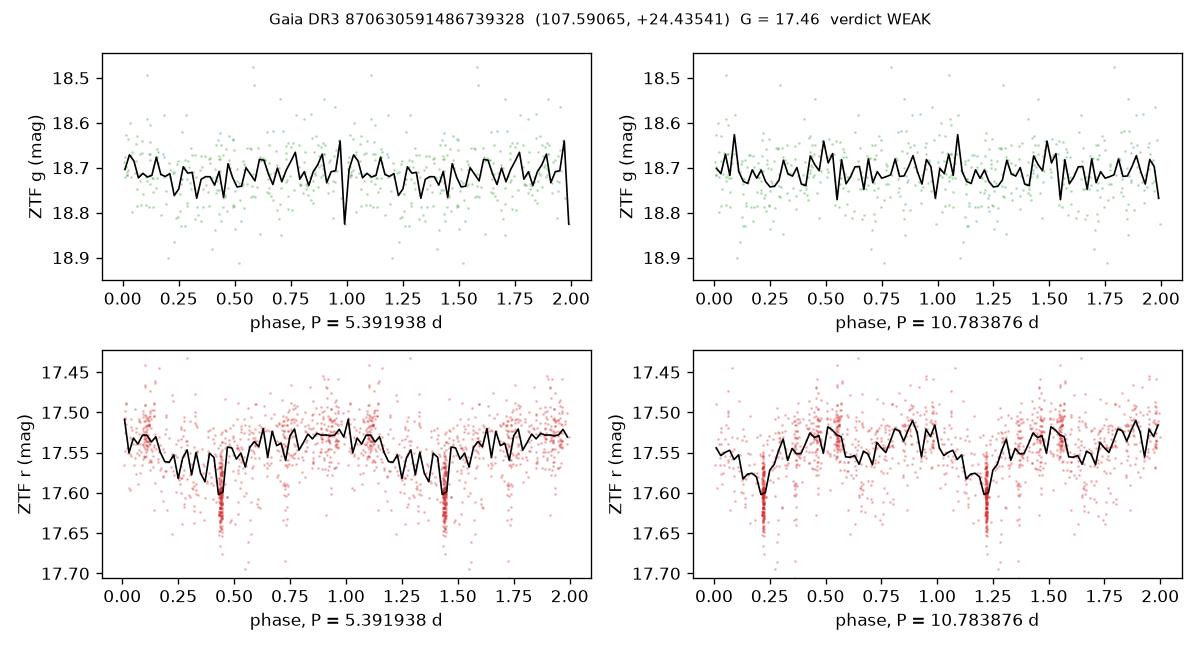 Gaia DR3 870630591486739328 (107.59065, +24.43541) G = 17.46 verdict WEAK
ZTF g (mag)
18.5
18.6
18.7
18.8
18.9
0.00 0.25 0.50 0.75 1.00 1.25 1.50 1.75 2.00
phase, P = 5.391938 d
ZTF g (mag)
18.5
18.6
18.7
18.8
18.9
0.00 0.25 0.50 0.75 1.00 1.25 1.50 1.75 2.00
phase, P = 10.783876 d
ZTF r (mag)
17.45
17.50
17.55
17.60
17.65
17.70
0.00 0.25 0.50 0.75 1.00 1.25 1.50 1.75 2.00
phase, P = 5.391938 d
ZTF r (mag)
17.45
17.50
17.55
17.60
17.65
17.70
0.00 0.25 0.50 0.75 1.00 1.25 1.50 1.75 2.00
phase, P = 10.783876 d